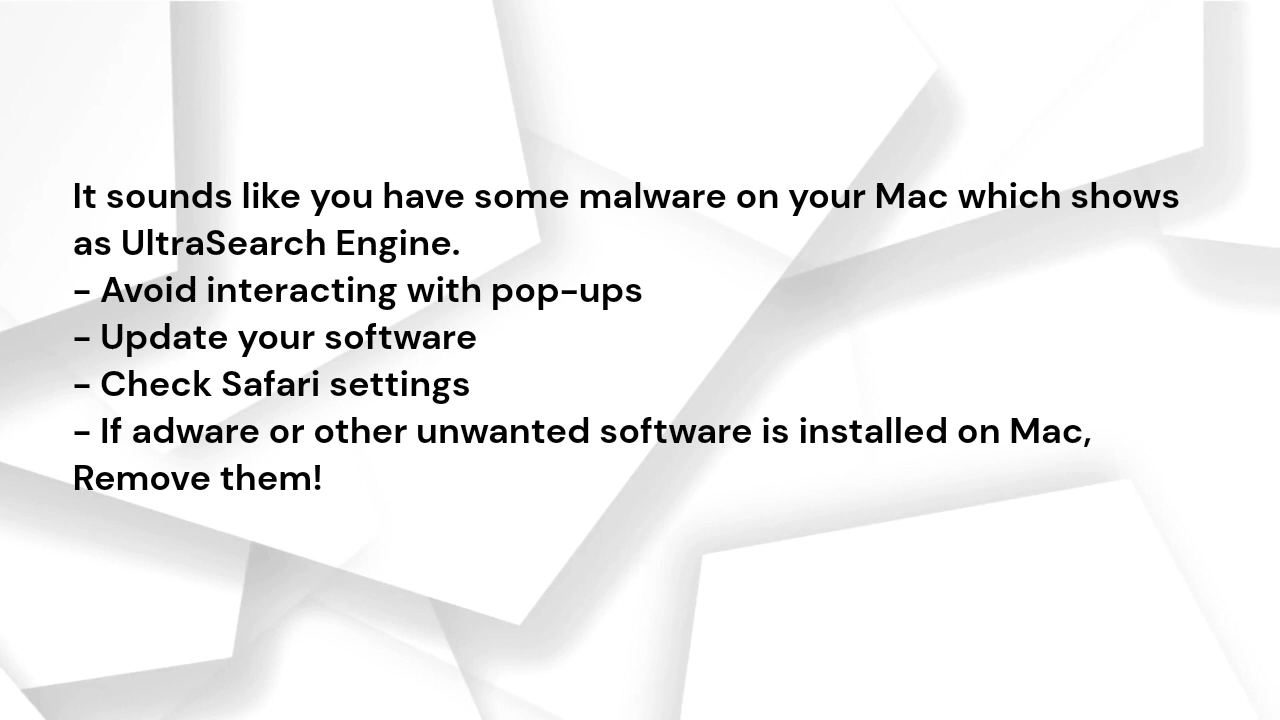 It sounds like you have some malware on your Mac which shows
as UltraSearch Engine.
- Avoid interacting with pop-ups
- Update your software
- Check Safari settings
- If adware or other unwanted software is installed on Mac,
Remove them!